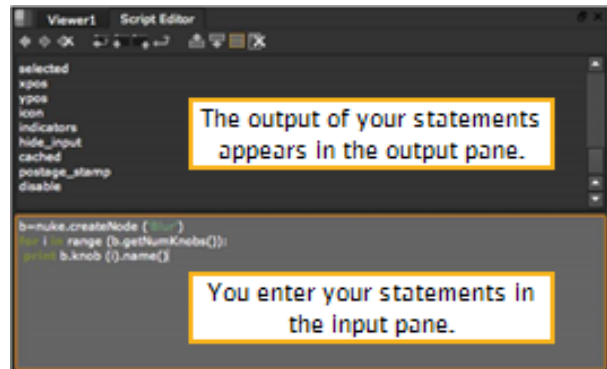 Viewer1 Script Editor
selected
xpos
ypos
icon
indicators
hide_input
cached
postage_stamp
disable
The output of your statements
appears in the output pane.
b=nuke.createNode ('Blur')
for i in range (b.getNumKnobs()):
print b.knob (i).name()
You enter your statements in
the input pane.